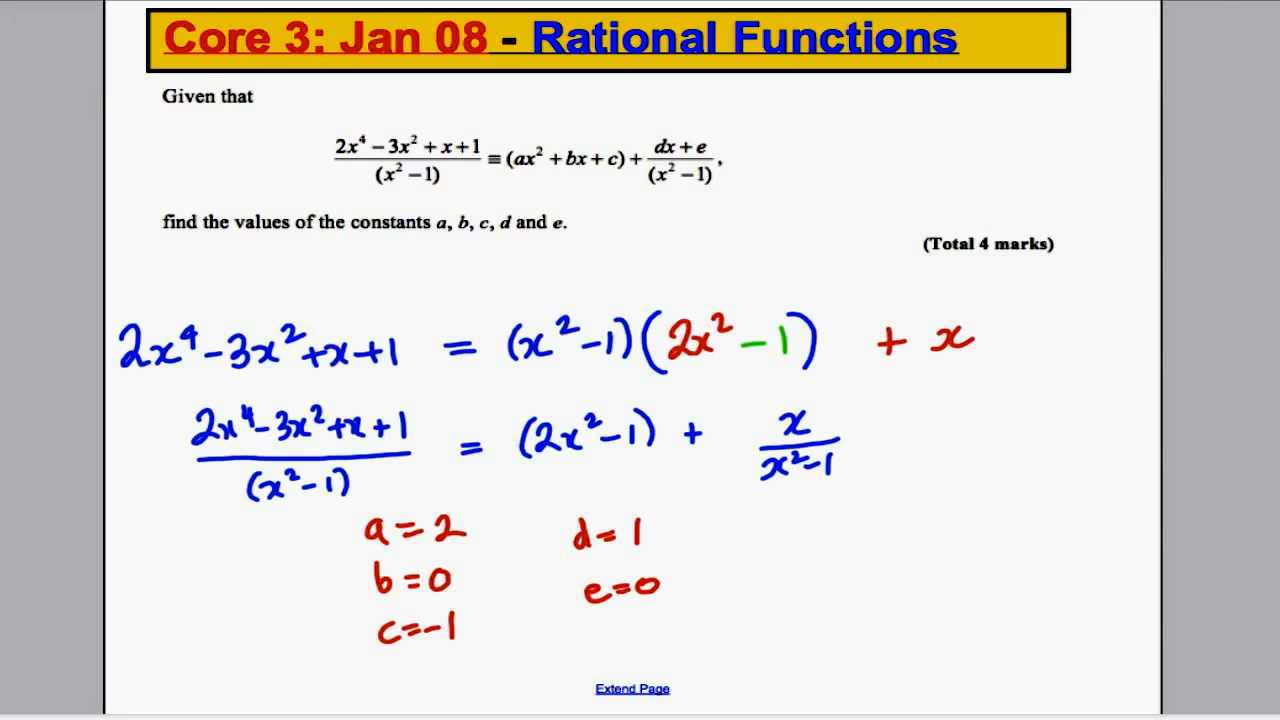 Core 3: Jan 08 - Rational Functions
Given that
2x⁴ − 3x² + x + 1 / (x² − 1) ≡ (ax² + bx + c) + dx + e / (x² − 1),
find the values of the constants a, b, c, d and e.
(Total 4 marks)
2x⁴ − 3x² + x + 1 = (x² − 1)(2x² − 1) + x
2x⁴ − 3x² + x + 1 / (x² − 1) = (2x² − 1) + x / x² − 1
a = 2 d = 1
b = 0 e = 0
c = −1
Extend Page